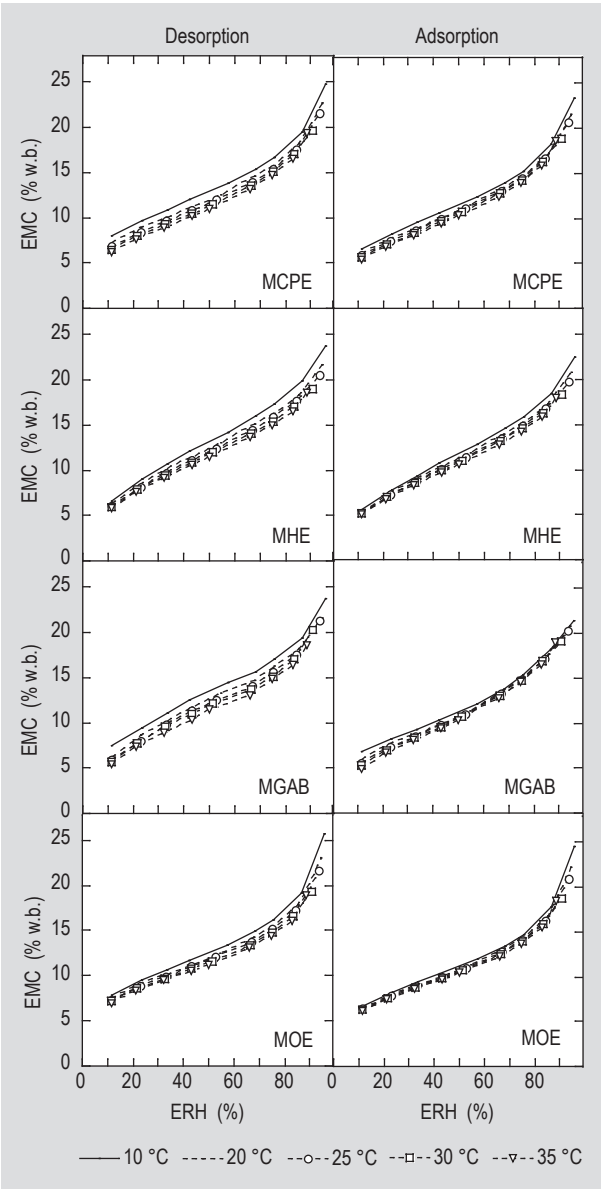 Desorption Adsorption
25
20
15
10
5
0
EMC (% w.b.)
MCPE MCPE
25
20
15
10
5
0
EMC (% w.b.)
MHE MHE
25
20
15
10
5
0
EMC (% w.b.)
MGAB MGAB
25
20
15
10
5
0
EMC (% w.b.)
MOE MOE
0 20 40 60 80 0 20 40 60 80
ERH (%) ERH (%)
10 °C 20 °C 25 °C 30 °C 35 °C